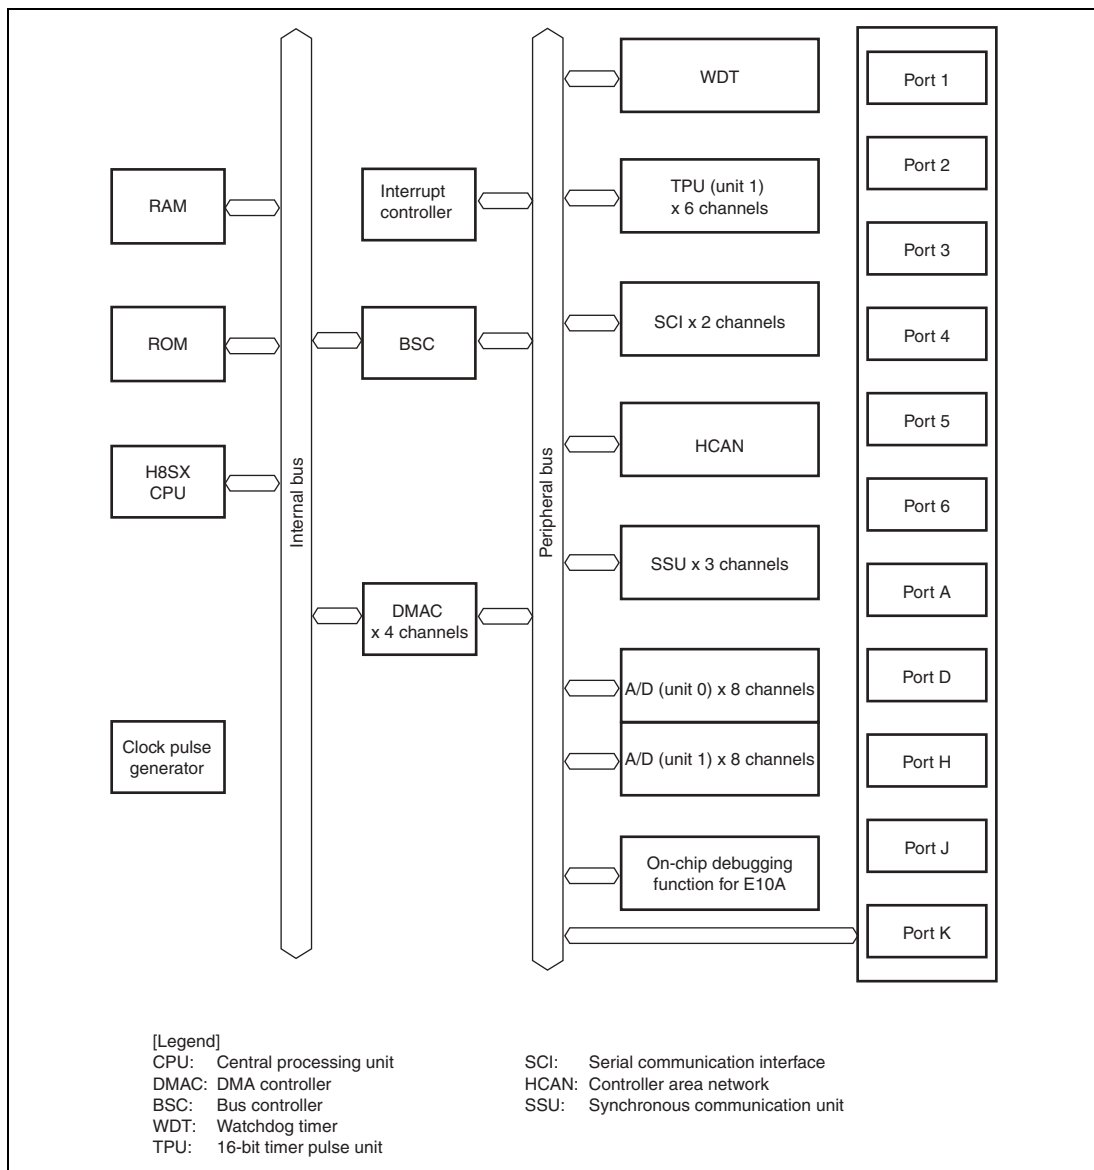 RAM
ROM
H8SX
CPU
Clock pulse
generator
Internal bus
Interrupt
controller
BSC
DMAC
x 4 channels
Peripheral bus
WDT
TPU (unit 1)
x 6 channels
SCI x 2 channels
HCAN
SSU x 3 channels
A/D (unit 0) x 8 channels
A/D (unit 1) x 8 channels
On-chip debugging
function for E10A
Port 1
Port 2
Port 3
Port 4
Port 5
Port 6
Port A
Port D
Port H
Port J
Port K
[Legend]
CPU: Central processing unit
DMAC: DMA controller
BSC: Bus controller
WDT: Watchdog timer
TPU: 16-bit timer pulse unit
SCI: Serial communication interface
HCAN: Controller area network
SSU: Synchronous communication unit